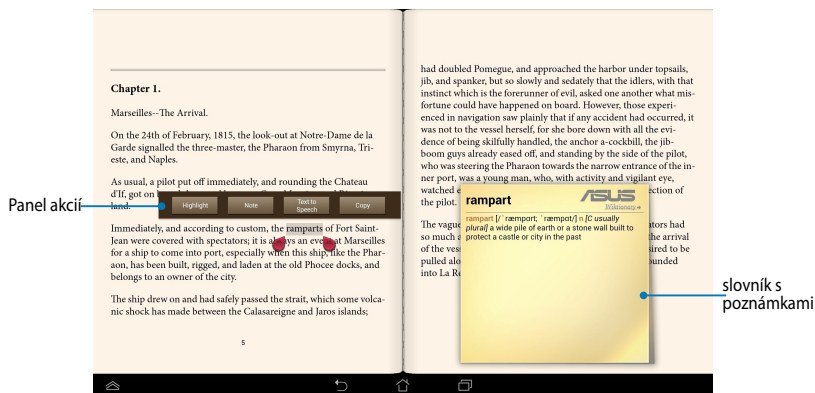 Panel akcií
Chapter 1.
Marseilles--The Arrival.
On the 24th of February, 1815, the look-out at Notre-Dame de la
Garde signalled the three-master, the Pharaon from Smyrna, Tri-
este, and Naples.
As usual, a pilot put off immediately, and rounding the Chateau
d'If, got on
land.
Highlight
Note
Text to
Speech
Copy
Immediately, and according to custom, the ramparts of Fort Saint-
Jean were covered with spectators; it is always an event at Marseilles
for a ship to come into port, especially when this ship, like the Phar-
aon, has been built, rigged, and laden at the old Phocee docks, and
belongs to an owner of the city.
The ship drew on and had safely passed the strait, which some volca-
nic shock has made between the Calasareigne and Jaros islands;
5
had doubled Pomegue, and approached the harbor under topsails,
jib, and spanker, but so slowly and sedately that the idlers, with that
instinct which is the forerunner of evil, asked one another what mis-
fortune could have happened on board. However, those experi-
enced in navigation saw plainly that if any accident had occurred, it
was not to the vessel herself, for she bore down with all the evi-
dence of being skilfully handled, the anchor a-cockbill, the jib-
boom guys already eased off, and standing by the side of the pilot,
who was steering the Pharaon towards the narrow entrance of the in-
ner port, was a young man, who, with activity and vigilant eye,
watched of
the pilot.
The had
so much the arrival
of the to be
pulled
into La
rampart
ASUS
Wiktionary
rampart [/ˈræmpɑrt; ˈræmpɑt/] n [C usually
plural] a wide pile of earth or a stone wall built to
protect a castle or city in the past
slovník s
poznámkami